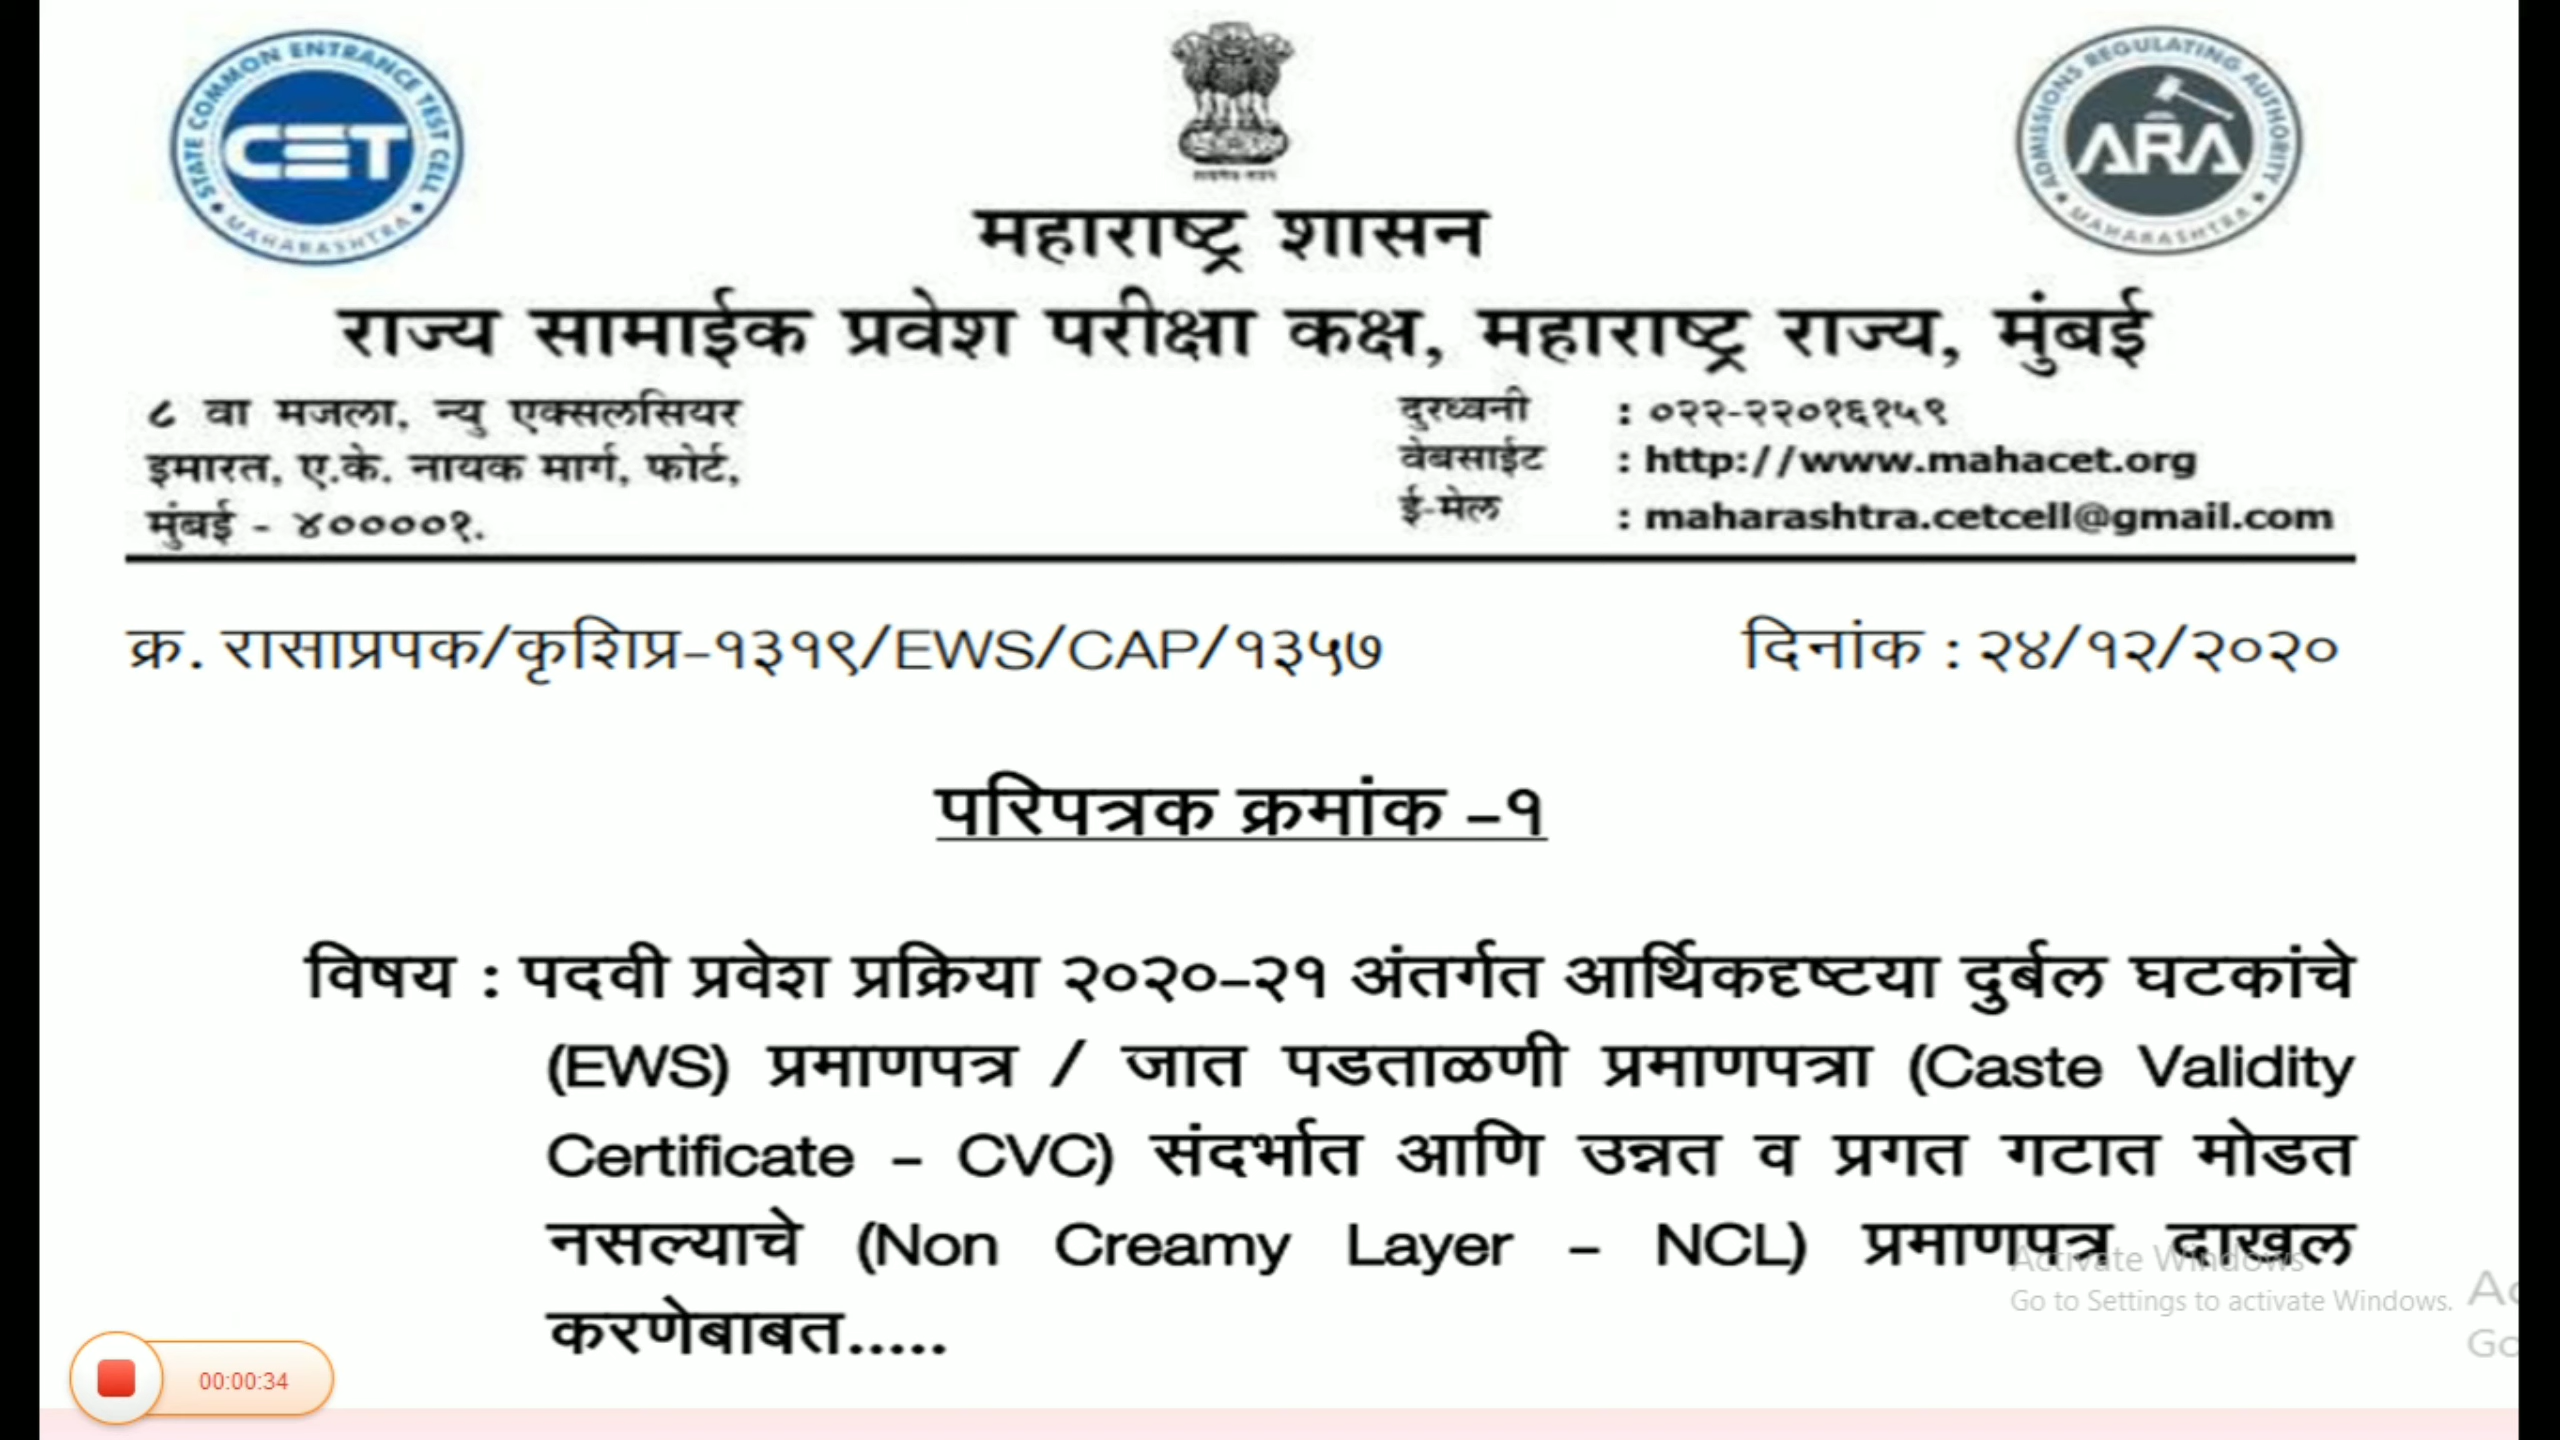 STATE COMMON ENTRANCE TEST CELL
CET
MAHARASHTRA
ADMISSIONS REGULATING AUTHORITY
ARA
MAHARASHTRA
महाराष्ट्र शासन
राज्य सामाईक प्रवेश परीक्षा कक्ष, महाराष्ट्र राज्य, मुंबई
८ वा मजला, न्यु एक्सलसियर
इमारत, ए.के. नायक मार्ग, फोर्ट,
मुंबई - ४००००१.
दुरध्वनी : ०२२-२२०१६१५९
वेबसाईट : http://www.mahacet.org
ई-मेल : maharashtra.cetcell@gmail.com
क्र. रासाप्रपक/कृशिप्र-१३१९/EWS/CAP/१३५७ दिनांक : २४/१२/२०२०
परिपत्रक क्रमांक -१
विषय : पदवी प्रवेश प्रक्रिया २०२०-२१ अंतर्गत आर्थिकदृष्टया दुर्बल घटकांचे
(EWS) प्रमाणपत्र / जात पडताळणी प्रमाणपत्रा (Caste Validity
Certificate - CVC) संदर्भात आणि उन्नत व प्रगत गटात मोडत
नसल्याचे (Non Creamy Layer - NCL) प्रमाणपत्र दाखल
करणेबाबत.....
Activate Windows
Go to Settings to activate Windows.
00:00:34